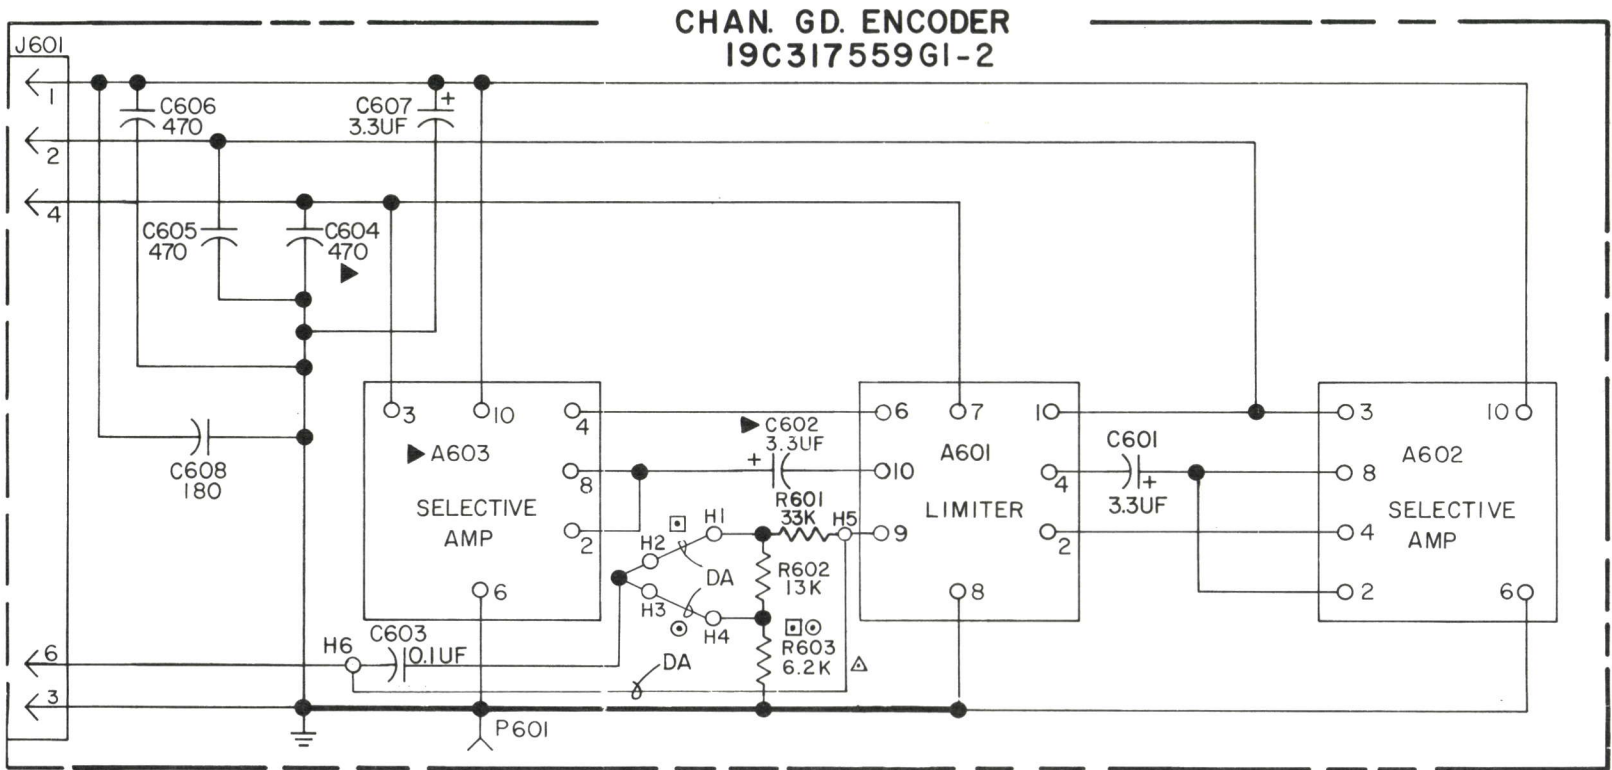 CHAN. GD. ENCODER
19C317559G1-2
J601
1
C606
470
C607
+
3.3UF
2
4
C605
470
C604
470
3
10
4
6
7
1
3
10
A603
C602
3.3UF
A601
C601
A602
8
+
10
4
+
3.3UF
8
C608
180
SELECTIVE
AMP
R601
33K
LIMITER
SELECTIVE
AMP
2
H1
H5
9
2
4
H2
DA
R602
13K
6
H3
8
2
6
H4
R603
6.2K
6
H6
C603
0.1UF
DA
3
P601